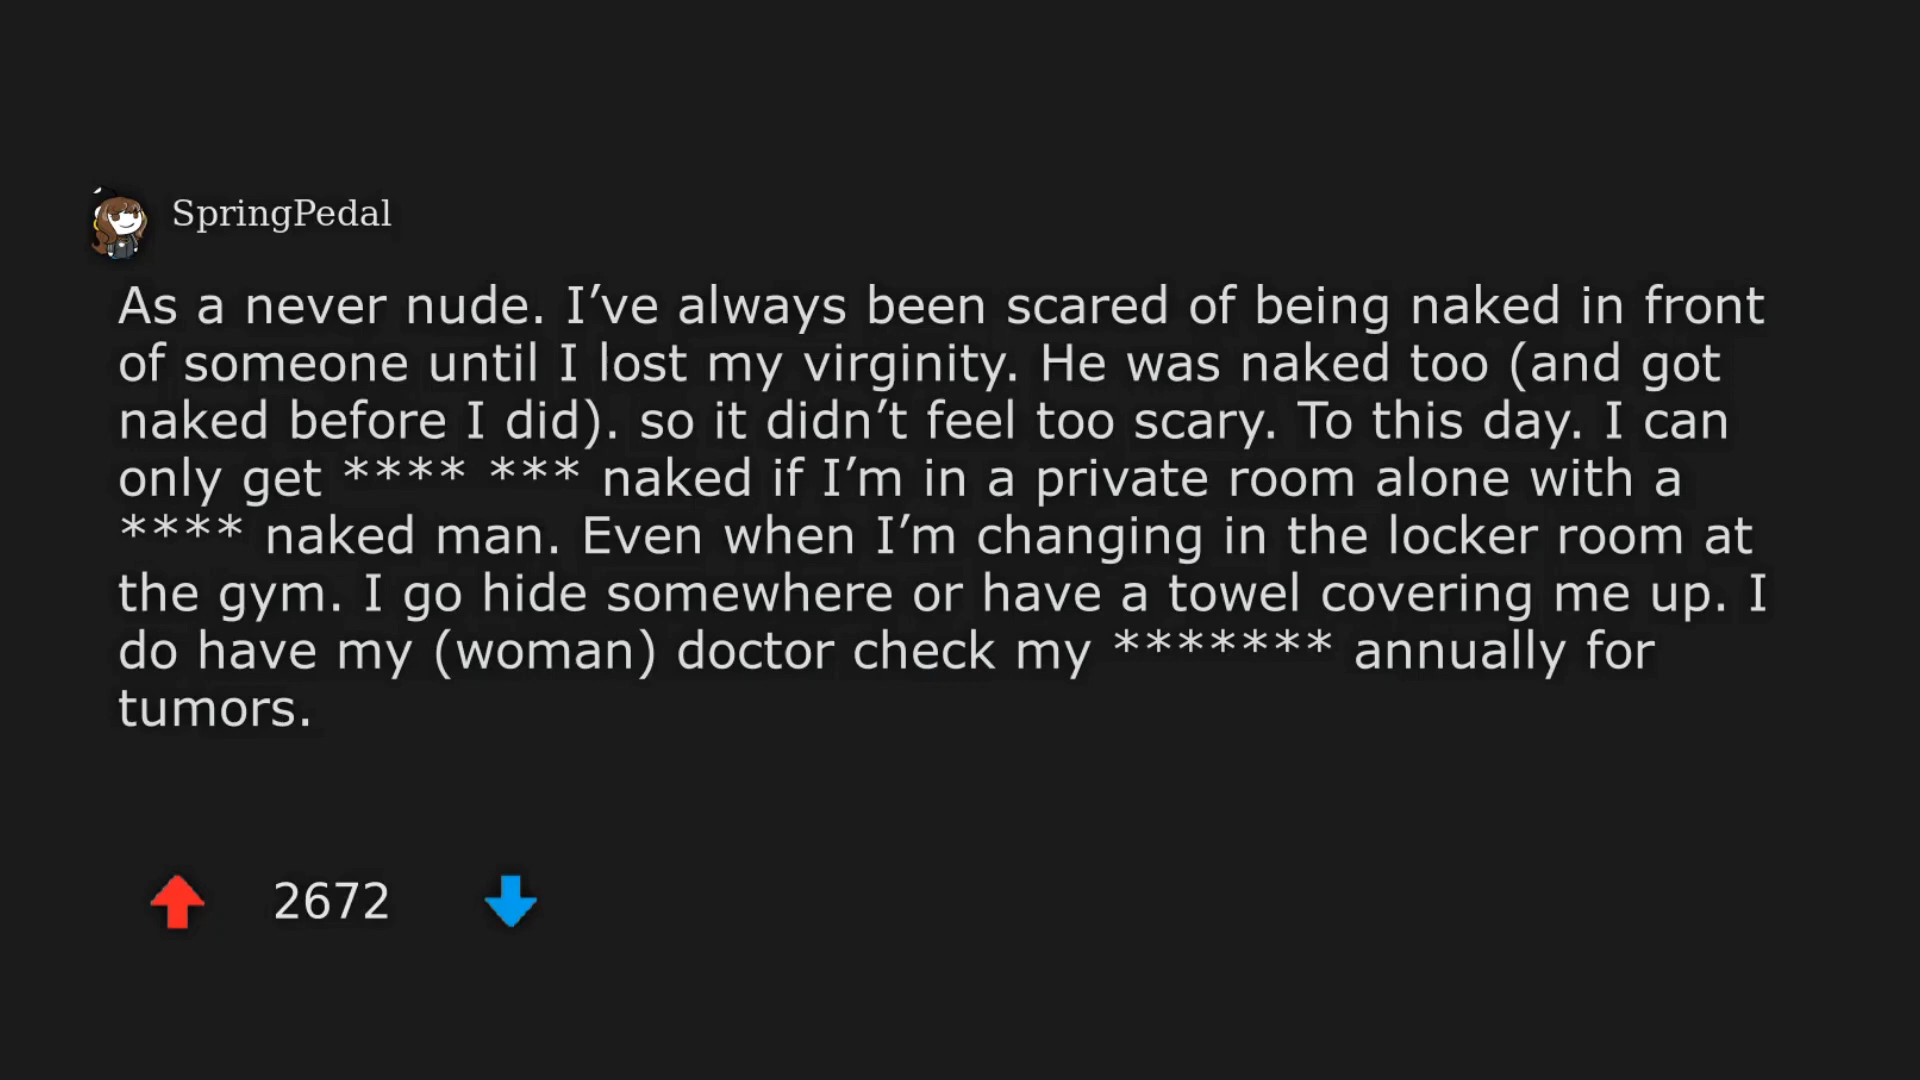 SpringPedal
As a never nude. I’ve always been scared of being naked in front
of someone until I lost my virginity. He was naked too (and got
naked before I did). so it didn’t feel too scary. To this day. I can
only get **** *** naked if I’m in a private room alone with a
**** naked man. Even when I’m changing in the locker room at
the gym. I go hide somewhere or have a towel covering me up. I
do have my (woman) doctor check my ******* annually for
tumors.
2672